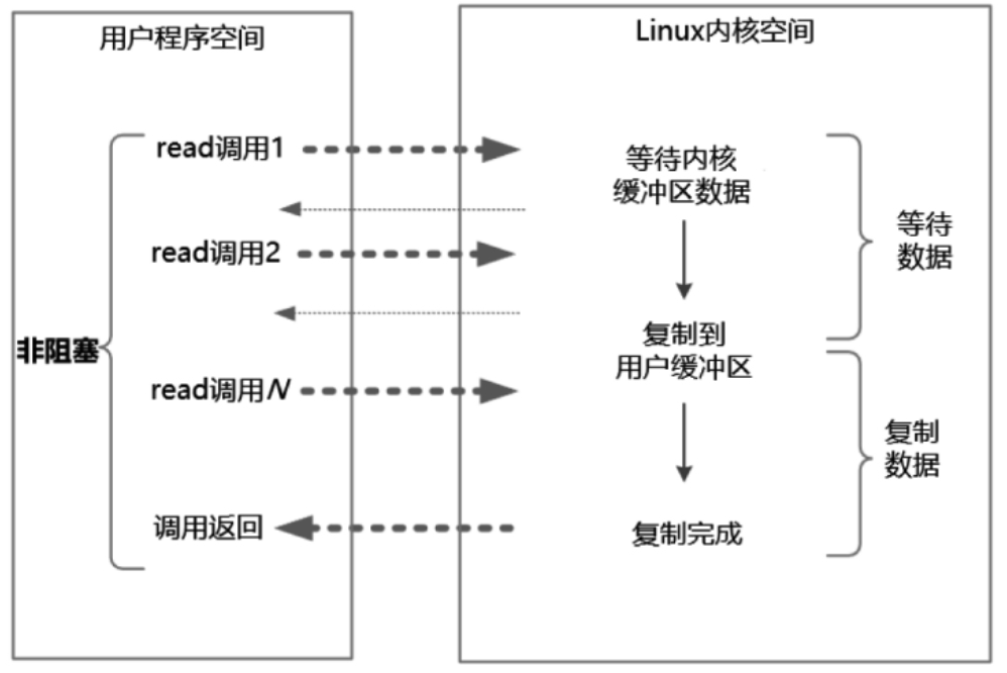 用户程序空间
Linux内核空间
read调用1
等待内核
缓冲区数据
read调用2
等待
数据
非阻塞
复制到
用户缓冲区
read调用N
复制
数据
调用返回
复制完成